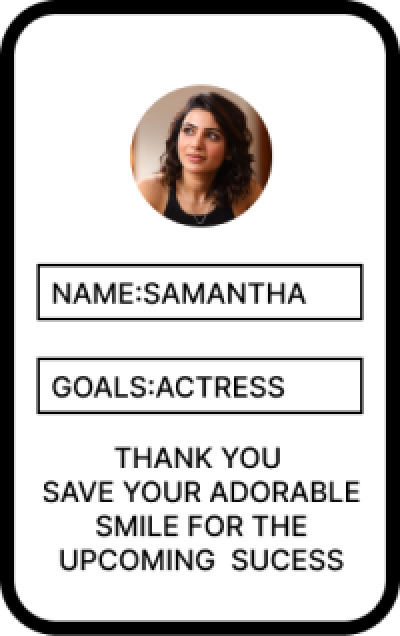 NAME:SAMANTHA
GOALS:ACTRESS
THANK YOU
SAVE YOUR ADORABLE
SMILE FOR THE
UPCOMING  SUCESS